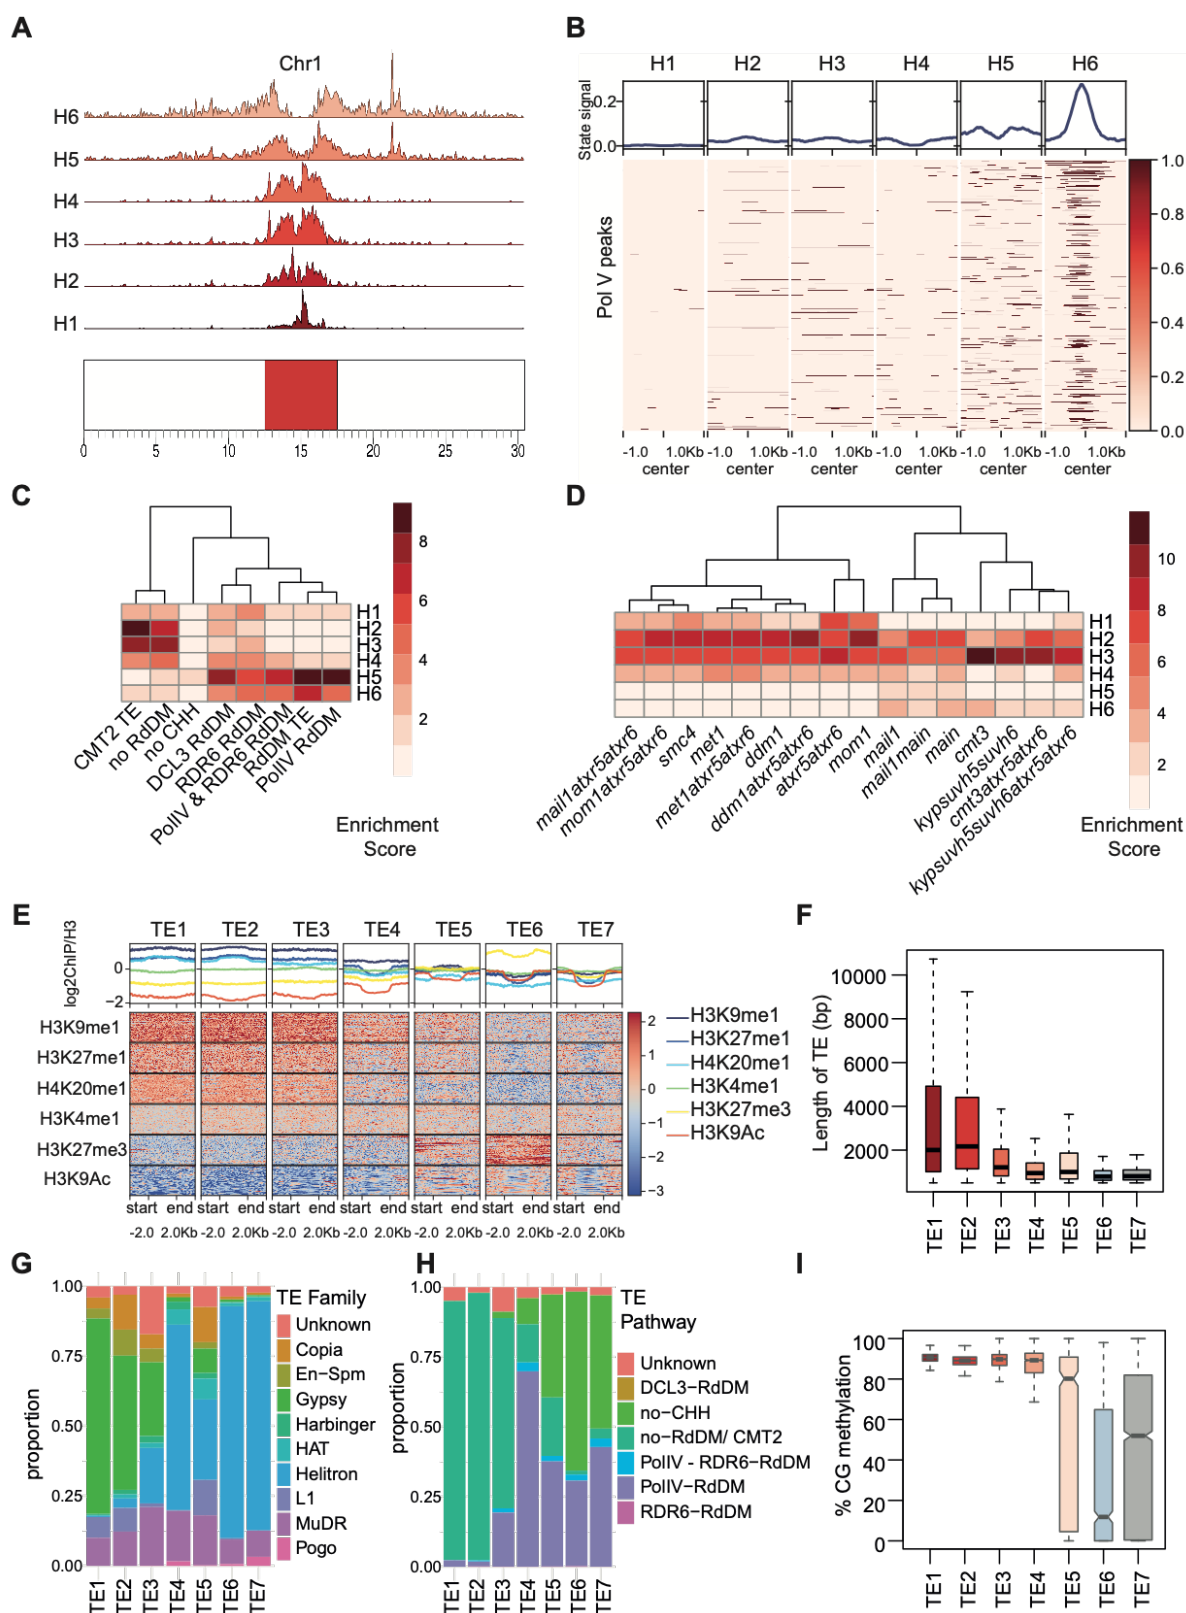 A
Chr1
H6
H5
H4
H3
H2
H1
0 5 10 15 20 25 30
B
H1 H2 H3 H4 H5 H6
State signal
0.2
0.0
Pol V peaks
1.0
0.8
0.6
0.4
0.2
0.0
-1.0 1.0Kb -1.0 1.0Kb -1.0 1.0Kb -1.0 1.0Kb -1.0 1.0Kb -1.0 1.0Kb
center center center center center center
C
H1
H2
H3
H4
H5
H6
CMT2 TE
no RdDM
no CHH
DCL3 RdDM
RDR6 RdDM
PolIV & RDR6 RdDM
RdDM TE
PolIV RdDM
8
6
4
2
Enrichment
Score
D
H1
H2
H3
H4
H5
H6
mail1atxr5atxr6
mom1atxr5atxr6
smc4
met1
met1atxr5atxr6
ddm1
ddm1atxr5atxr6
atxr5atxr6
mom1
mail1
mail1main
main
cmt3
kypsuvh5suvh6
cmt3atxr5atxr6
kypsuvh5suvh6atxr5atxr6
10
8
6
4
2
Enrichment
Score
E
TE1 TE2 TE3 TE4 TE5 TE6 TE7
log2ChIP/H3
0
−2
H3K9me1
H3K27me1
H4K20me1
H3K4me1
H3K27me3
H3K9Ac
2
1
0
−1
−2
−3
H3K9me1
H3K27me1
H4K20me1
H3K4me1
H3K27me3
H3K9Ac
start end start end start end start end start end start end start end
-2.0 2.0Kb -2.0 2.0Kb -2.0 2.0Kb -2.0 2.0Kb -2.0 2.0Kb -2.0 2.0Kb -2.0 2.0Kb
F
Length of TE (bp)
10000
8000
6000
4000
2000
TE1 TE2 TE3 TE4 TE5 TE6 TE7
G
proportion
1.00
0.75
0.50
0.25
0.00
TE1 TE2 TE3 TE4 TE5 TE6 TE7
TE Family
Unknown
Copia
En−Spm
Gypsy
Harbinger
HAT
Helitron
L1
MuDR
Pogo
H
proportion
1.00
0.75
0.50
0.25
0.00
TE1 TE2 TE3 TE4 TE5 TE6 TE7
TE
Pathway
Unknown
DCL3−RdDM
no−CHH
no−RdDM/ CMT2
PolIV - RDR6−RdDM
PolIV−RdDM
RDR6−RdDM
I
% CG methylation
100
80
60
40
20
0
TE1 TE2 TE3 TE4 TE5 TE6 TE7